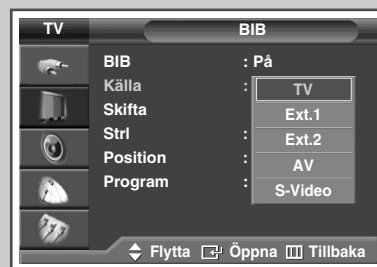 TV BIB
BIB : På
Källa : TV
Skifta Ext.1
Strl : Ext.2
Position : AV
Program : S-Video
Flytta Öppna Tillbaka